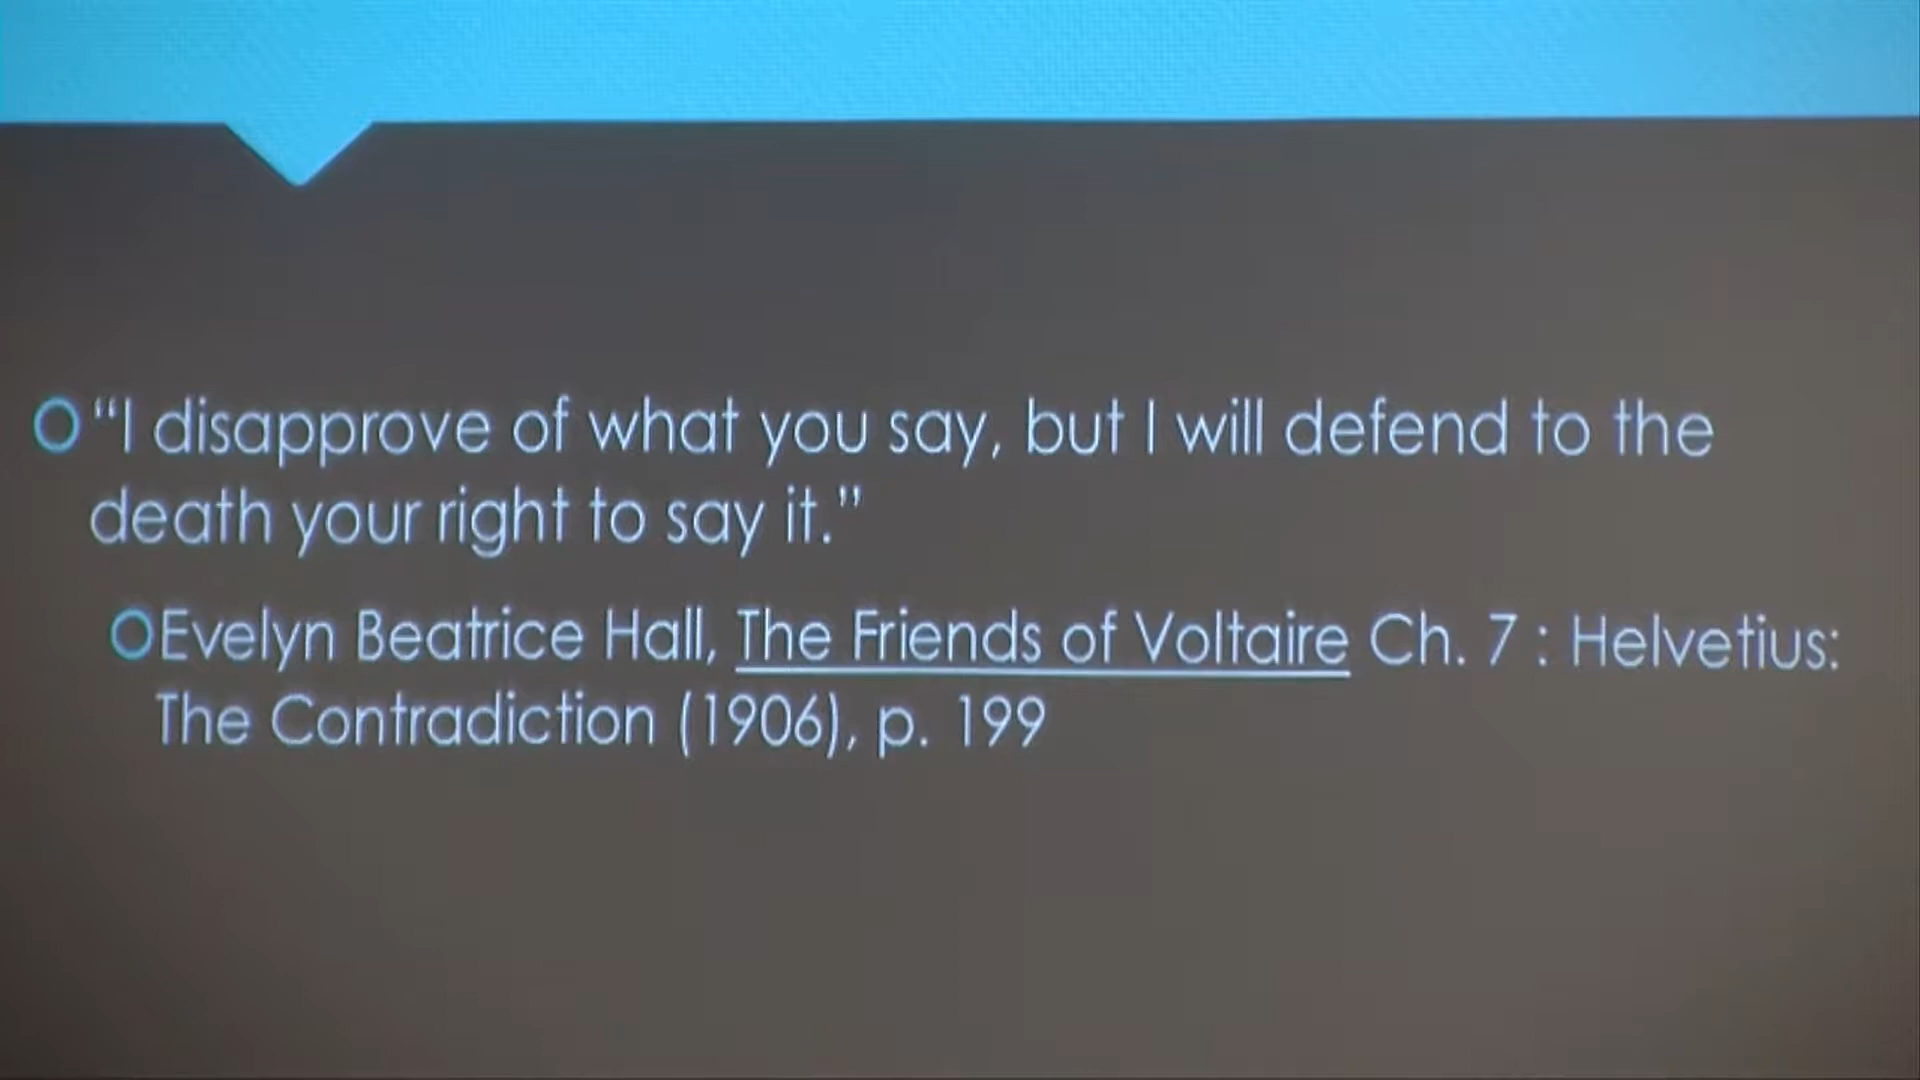 “I disapprove of what you say, but I will defend to the
death your right to say it.”
Evelyn Beatrice Hall, The Friends of Voltaire Ch. 7 : Helvetius:
The Contradiction (1906), p. 199